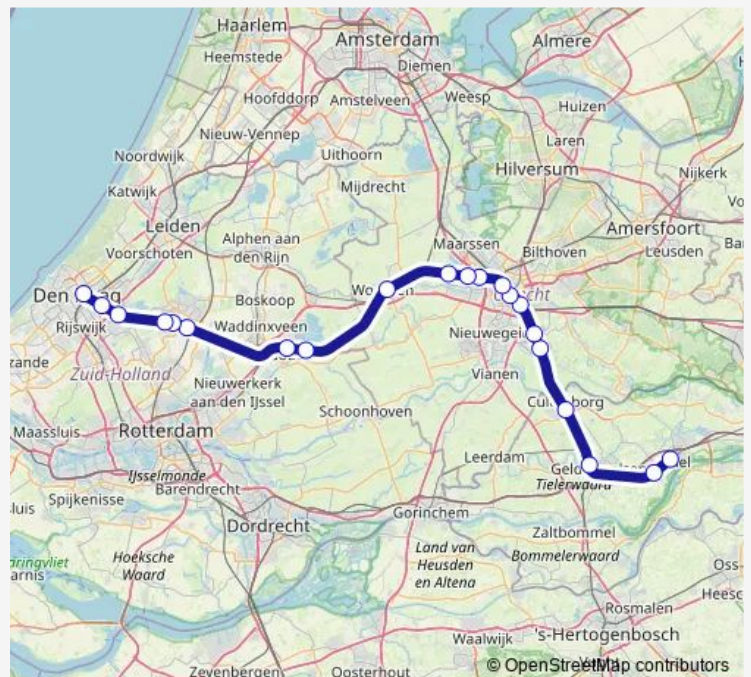 Haarlem
Amsterdam
Almere
Heemstede
Diemen
Hoofddorp
Amstelveen
Weesp
Huizen
Nieuw-Vennep
Laren
Uithoorn
Noordwijk
Hilversum
Nijkerk
Katwijk
Mijdrecht
Leiden
Amersfoort
Maarssen
Leusden
Alphen aan
den Rijn
Bilthoven
Voorschoten
Den
Boskoop
Rijswijk
Waddinxveen
Nieuwegei
Zuid-Holland
Vianen
Nieuwerkerk
aan den IJssel
Schoonhoven
Maassluis
Rotterdam
Leerdam
IJsselmonde
Barendrecht
Tielerwaard
Spijkenisse
Gorinchem
Dordrecht
Zaltbommel
Hoeksche
Waard
Land van
Heusden
en Altena
Bommelerwaard
Oss
Rosmalen
Waalwijk
's-Hertogenbosch
Zevenbergen
Oosterhout
© OpenStreetMap contributors